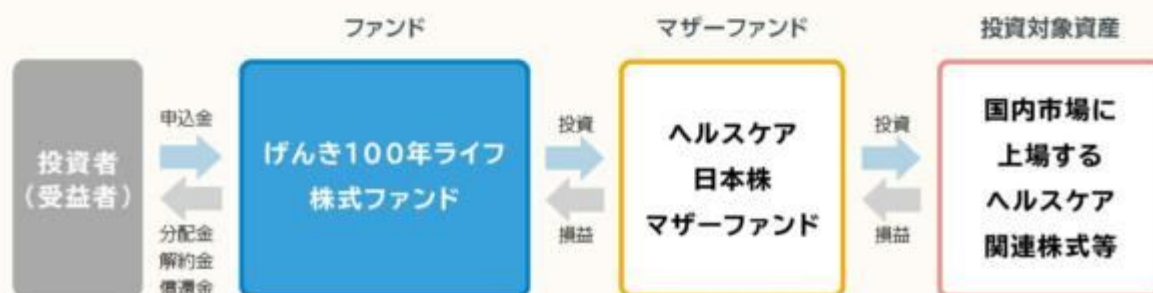 ファンド
マザーファンド
投資対象資産
投資者
（受益者）
申込金
分配金
解約金
償還金
げんき100年ライフ
株式ファンド
投資
損益
ヘルスケア
日本株
マザーファンド
投資
損益
国内市場に
上場する
ヘルスケア
関連株式等